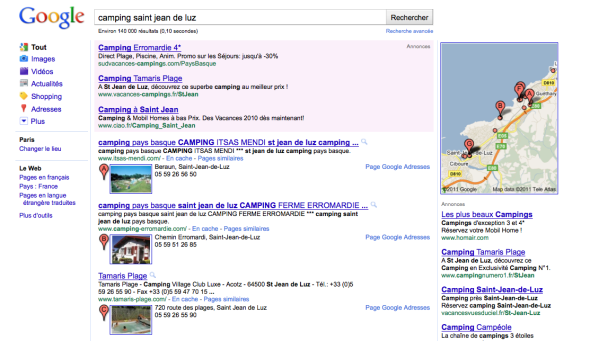 Google
camping saint jean de luz
Rechercher
Environ 140 000 résultats (0,10 secondes)
Recherche avancée
Tout
Images
Vidéos
Actualités
Shopping
Adresses
Plus
Paris
Changer le lieu
Le Web
Pages en français
Pays : France
Pages en langue
étrangère traduites
Plus d'outils
Annonces
Camping Erromardie 4*
Direct Plage, Piscine, Anim. Promo sur les Séjours: jusqu'à -30%
sudvacances-campings.com/PaysBasque
Camping Tamaris Plage
A St Jean de Luz, découvrez ce superbe camping au meilleur prix !
www.vacances-campings.fr/StJean
Camping à Saint Jean
Camping & Mobil Homes à bas Prix. Des Vacances 2010 dès maintenant!
www.ciao.fr/Camping_Saint_Jean
camping pays basque CAMPING ITSAS MENDI st jean de luz camping ...
camping pays basque CAMPING ITSAS MENDI *** st jean de luz camping pays basque.
www.itsas-mendi.com/ - En cache - Pages similaires
A
Beraun, Saint-Jean-de-Luz
05 59 26 56 50
Page Google Adresses
camping pays basque saint jean de luz CAMPING FERME ERROMARDIE ...
camping pays basque saint jean de luz CAMPING FERME ERROMARDIE *** camping saint
jean de luz pays basque.
www.camping-erromardie.com/ - En cache - Pages similaires
B
Chemin Erromardi, Saint-Jean-de-Luz
05 59 51 26 85
Page Google Adresses
Tamaris Plage
Tamaris Plage - Camping Village Club Luxe - Acotz - 64500 St Jean de Luz - Tél.: +33 (0)5
59 26 55 90 - Fax +33 (0)5 59 47 70 15 ...
www.tamaris-plage.com/ - En cache - Pages similaires
C
720 route des plages, Saint Jean de Luz
05 59 26 55 90
Page Google Adresses
D810
Guéthary
F
A
B
G
Saint-Jean-de-Luz
Ciboure
D810
©2011 Google
Map data ©2011 Tele Atlas
Annonces
Les plus beaux Campings
Campings d'exception 3 et 4*
Réservez votre Mobil Home !
www.homair.com
Camping Tamaris Plage
A St Jean de Luz, découvrez ce
Camping en Exclusivité Camping N°1.
www.campingnumero1.fr/StJean
Camping Saint-Jean-de-Luz
Camping près Saint-Jean-de-Luz
Réservez camping Saint-Jean-de-Luz
vacancesvuesduciel.fr/St-Jean-Luz
Camping Campéole
La chaîne de campings 3 étoiles